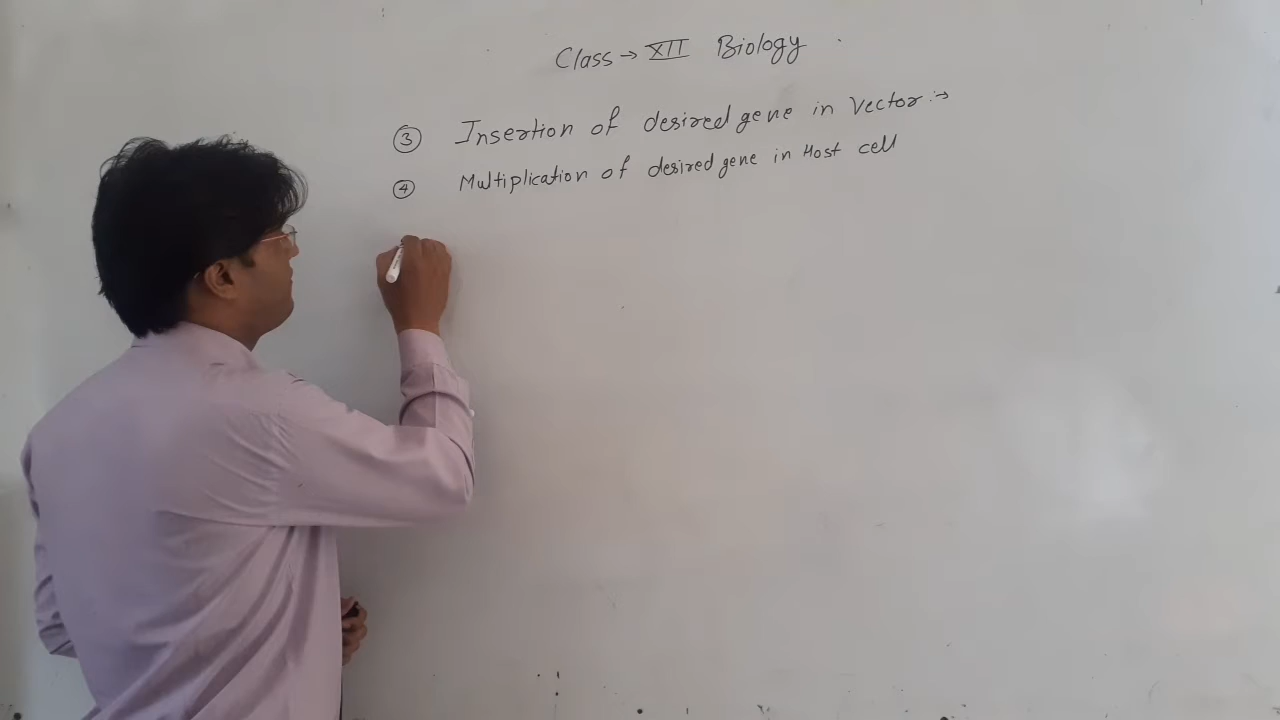 Class → XII Biology
③ Insertion of desired gene in Vector :→
④ Multiplication of desired gene in Host cell